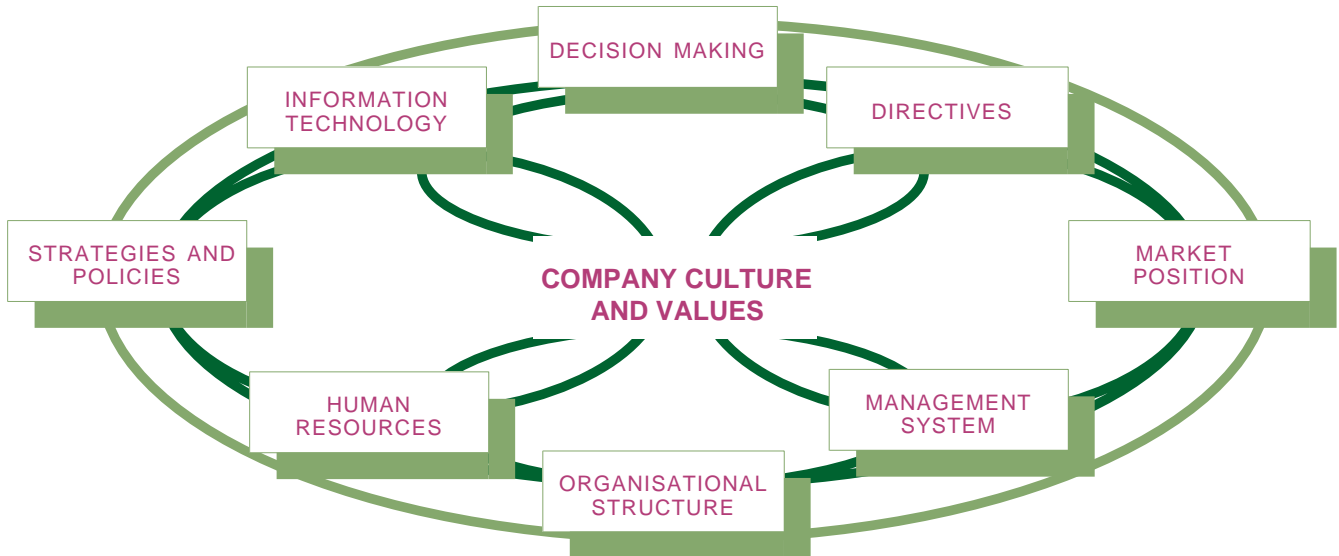 DECISION MAKING
INFORMATION
TECHNOLOGY
DIRECTIVES
STRATEGIES AND
POLICIES
COMPANY CULTURE
AND VALUES
MARKET
POSITION
HUMAN
RESOURCES
MANAGEMENT
SYSTEM
ORGANISATIONAL
STRUCTURE